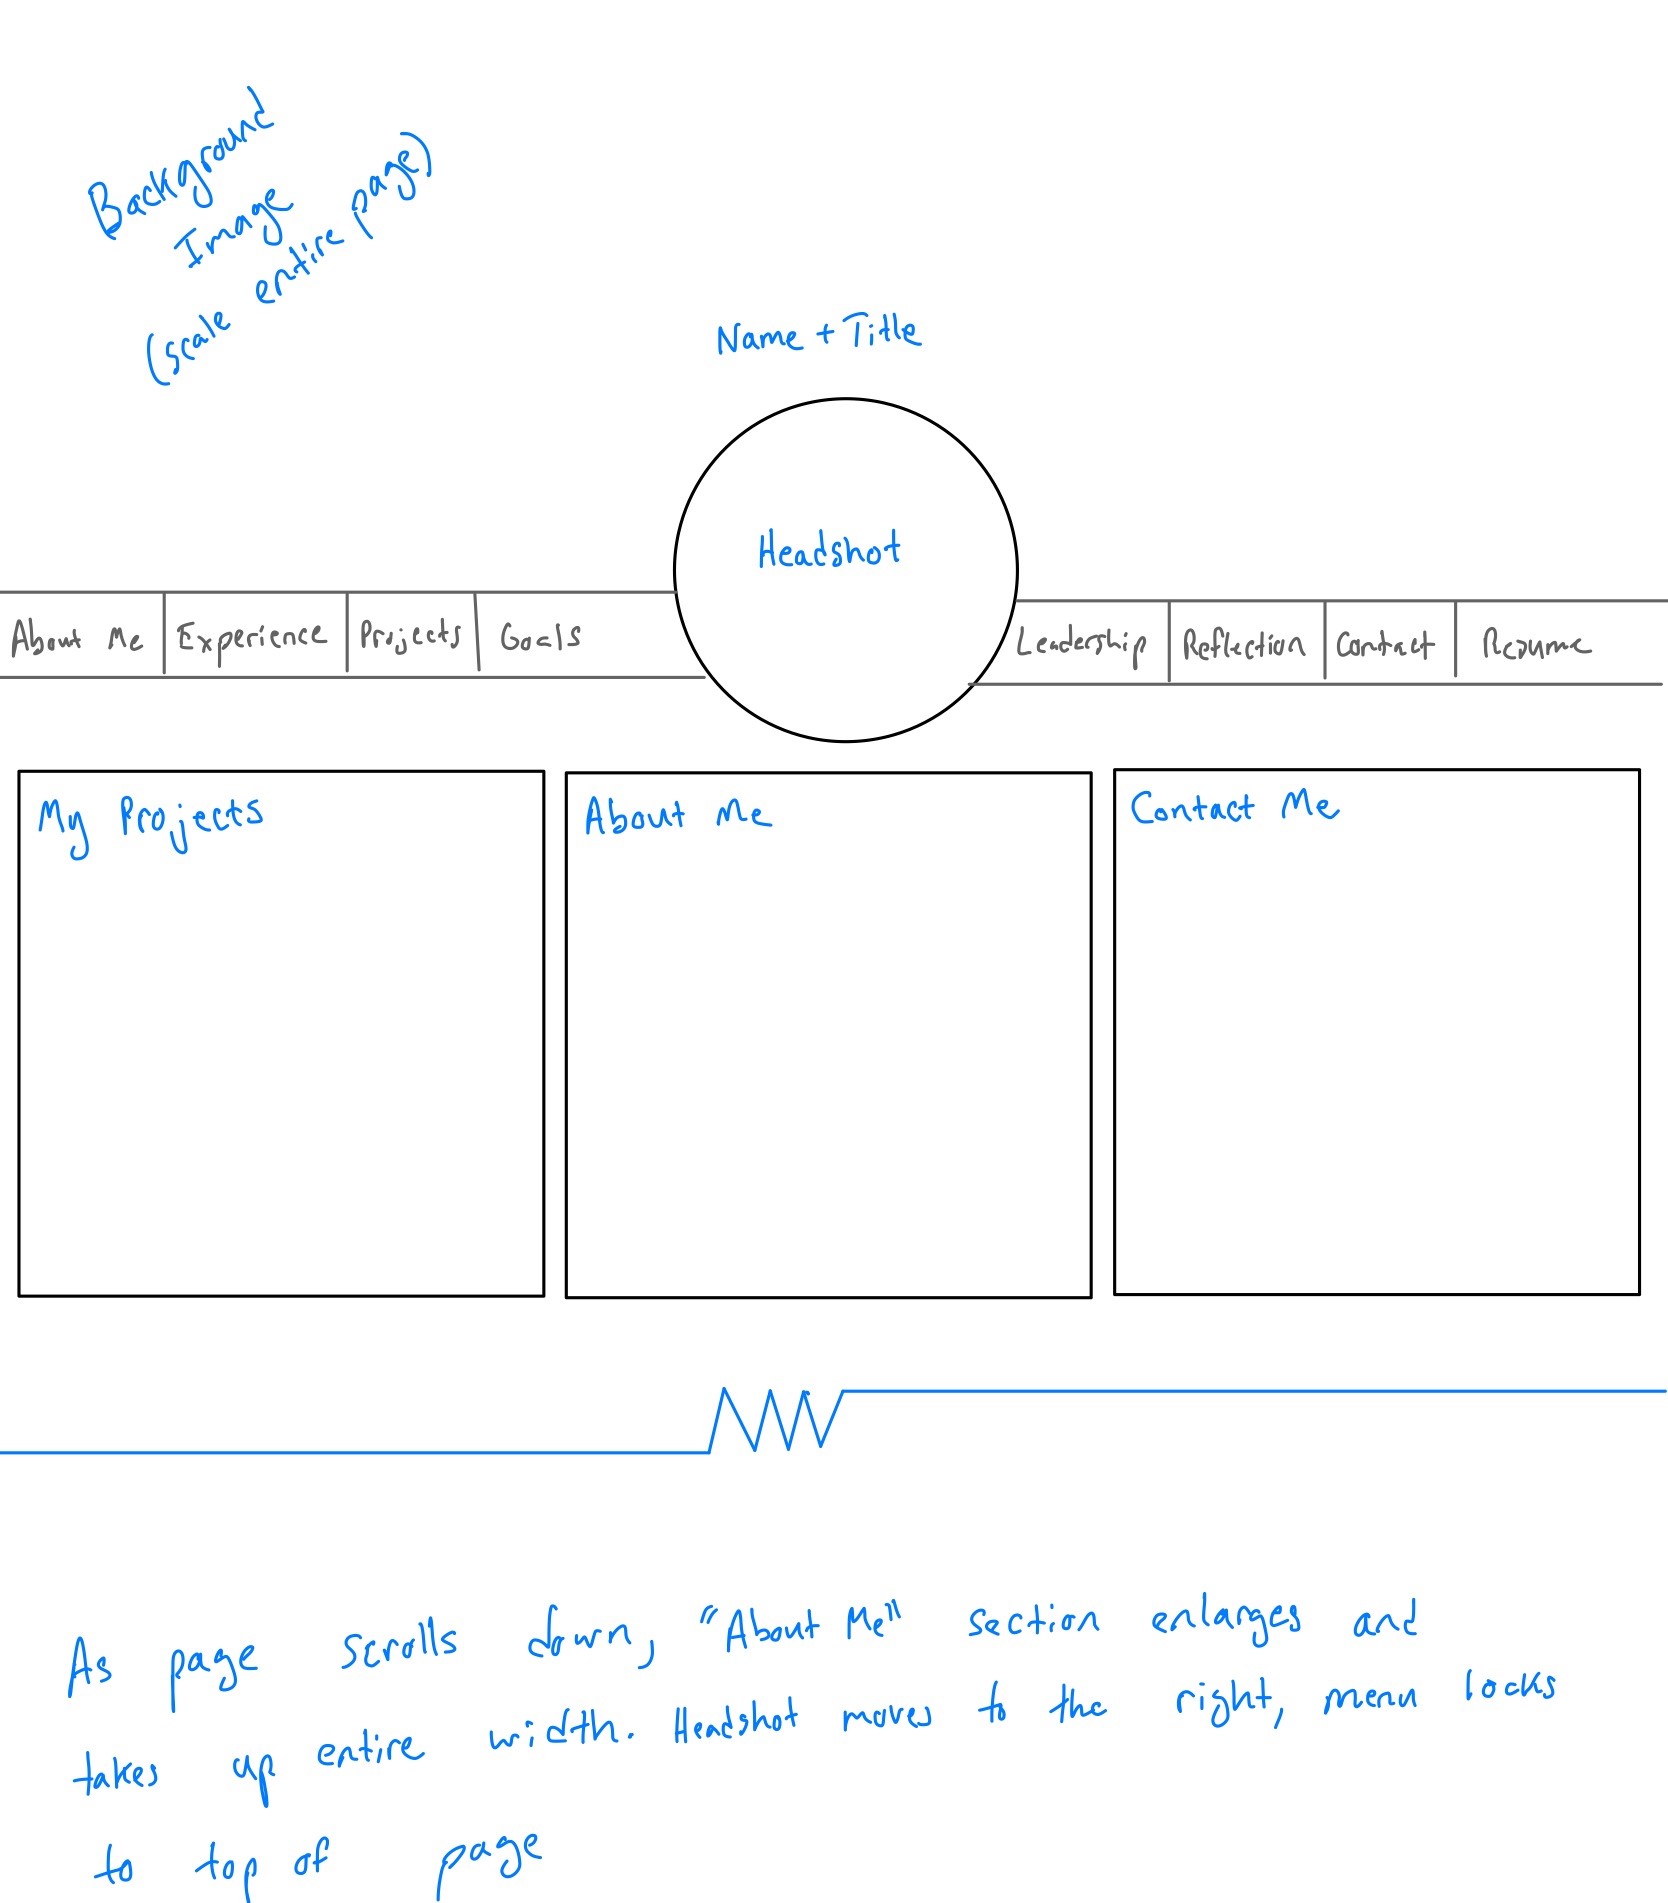 Background
Image
(scale entire page)
Name + Title
Headshot
About Me
Experience
Projects
Goals
Leadership
Reflection
Contact
Resume
My Projects
About Me
Contact Me
As page scrolls down, "About Me" section enlarges and
takes up entire width. Headshot moves to the right, menu locks
to top of page